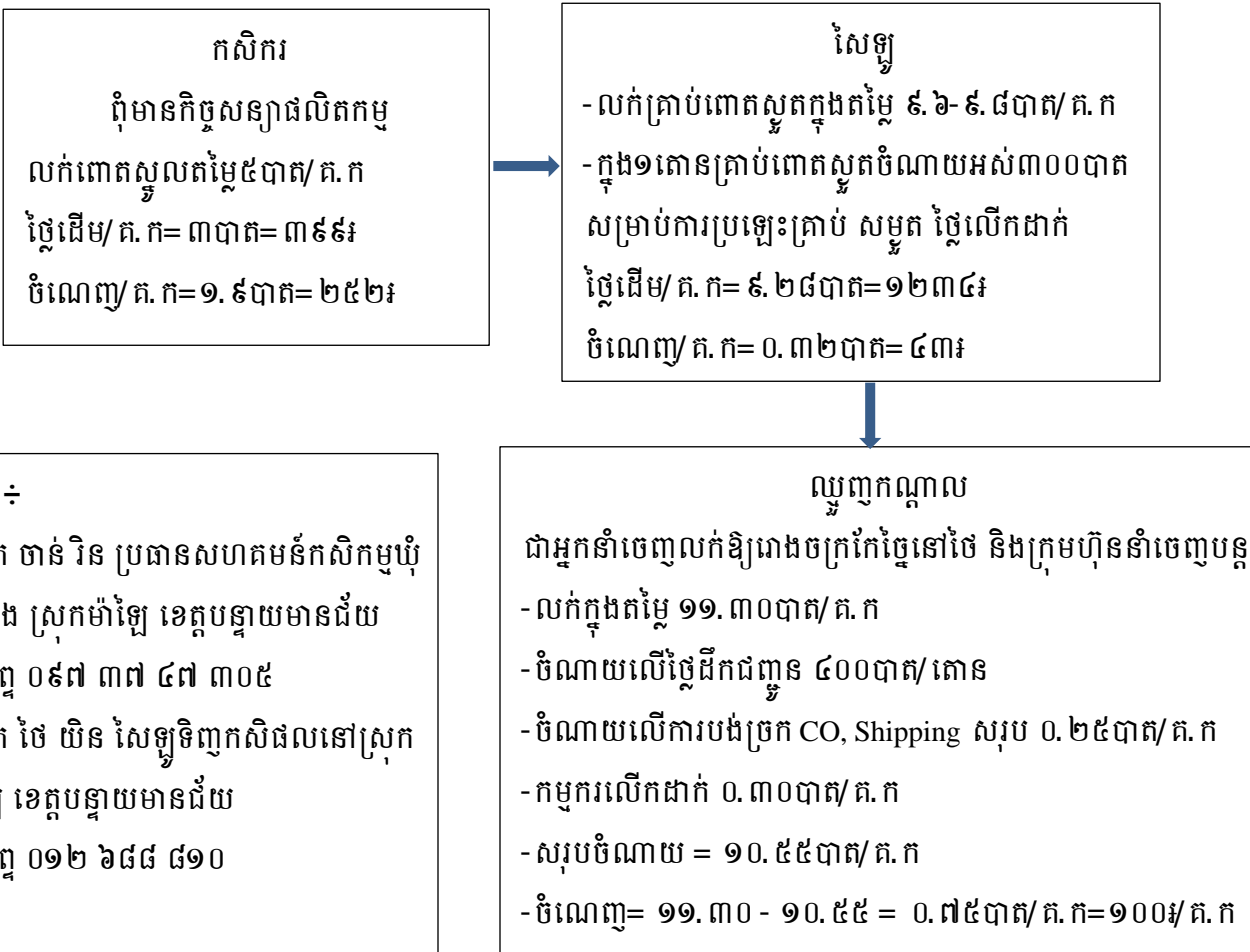 កសិករ
ពុំមានកិច្ចសន្យាផលិតកម្ម
លក់ពោតស្នូលតម្លៃ៥បាត/គ.ក
ថ្លៃដើម/គ.ក= ៣បាត= ៣៩៩៛
ចំណេញ/គ.ក= ១.៩បាត= ២៥២៛
សៃឡូ
-លក់គ្រាប់ពោតស្ងួតក្នុងតម្លៃ ៩.៦-៩.៨បាត/គ.ក
-ក្នុង១តោនគ្រាប់ពោតស្ងួតចំណាយអស់៣០០បាត
សម្រាប់ការប្រឡេះគ្រាប់ សម្ងួត ថ្លៃលើកដាក់
ថ្លៃដើម/គ.ក= ៩.២៨បាត=១២៣៤៛
ចំណេញ/គ.ក= ០.៣២បាត= ៤៣៛
÷
ចាន់ រិន ប្រធានសហគមន៍កសិកម្មឃុំ
ស្រុកម៉ាឡៃ ខេត្តបន្ទាយមានជ័យ
០៩៧ ៣៧ ៤៧ ៣០៥
ថៃ យិន សៃឡូទិញកសិផលនៅស្រុក
ខេត្តបន្ទាយមានជ័យ
០១២ ៦៨៨ ៨១០
ឈ្មួញកណ្តាល
ជាអ្នកនាំចេញលក់ឱ្យរោងចក្រកែច្នៃនៅថៃ និងក្រុមហ៊ុននាំចេញបន្ត
-លក់ក្នុងតម្លៃ ១១.៣០បាត/គ.ក
-ចំណាយលើថ្លៃដឹកជញ្ជូន ៤០០បាត/តោន
-ចំណាយលើការបង់ច្រក CO, Shipping សរុប ០.២៥បាត/គ.ក
-កម្មករលើកដាក់ ០.៣០បាត/គ.ក
-សរុបចំណាយ = ១០.៥៥បាត/គ.ក
-ចំណេញ= ១១.៣០ - ១០.៥៥ = ០.៧៥បាត/គ.ក=១០០៛/គ.ក